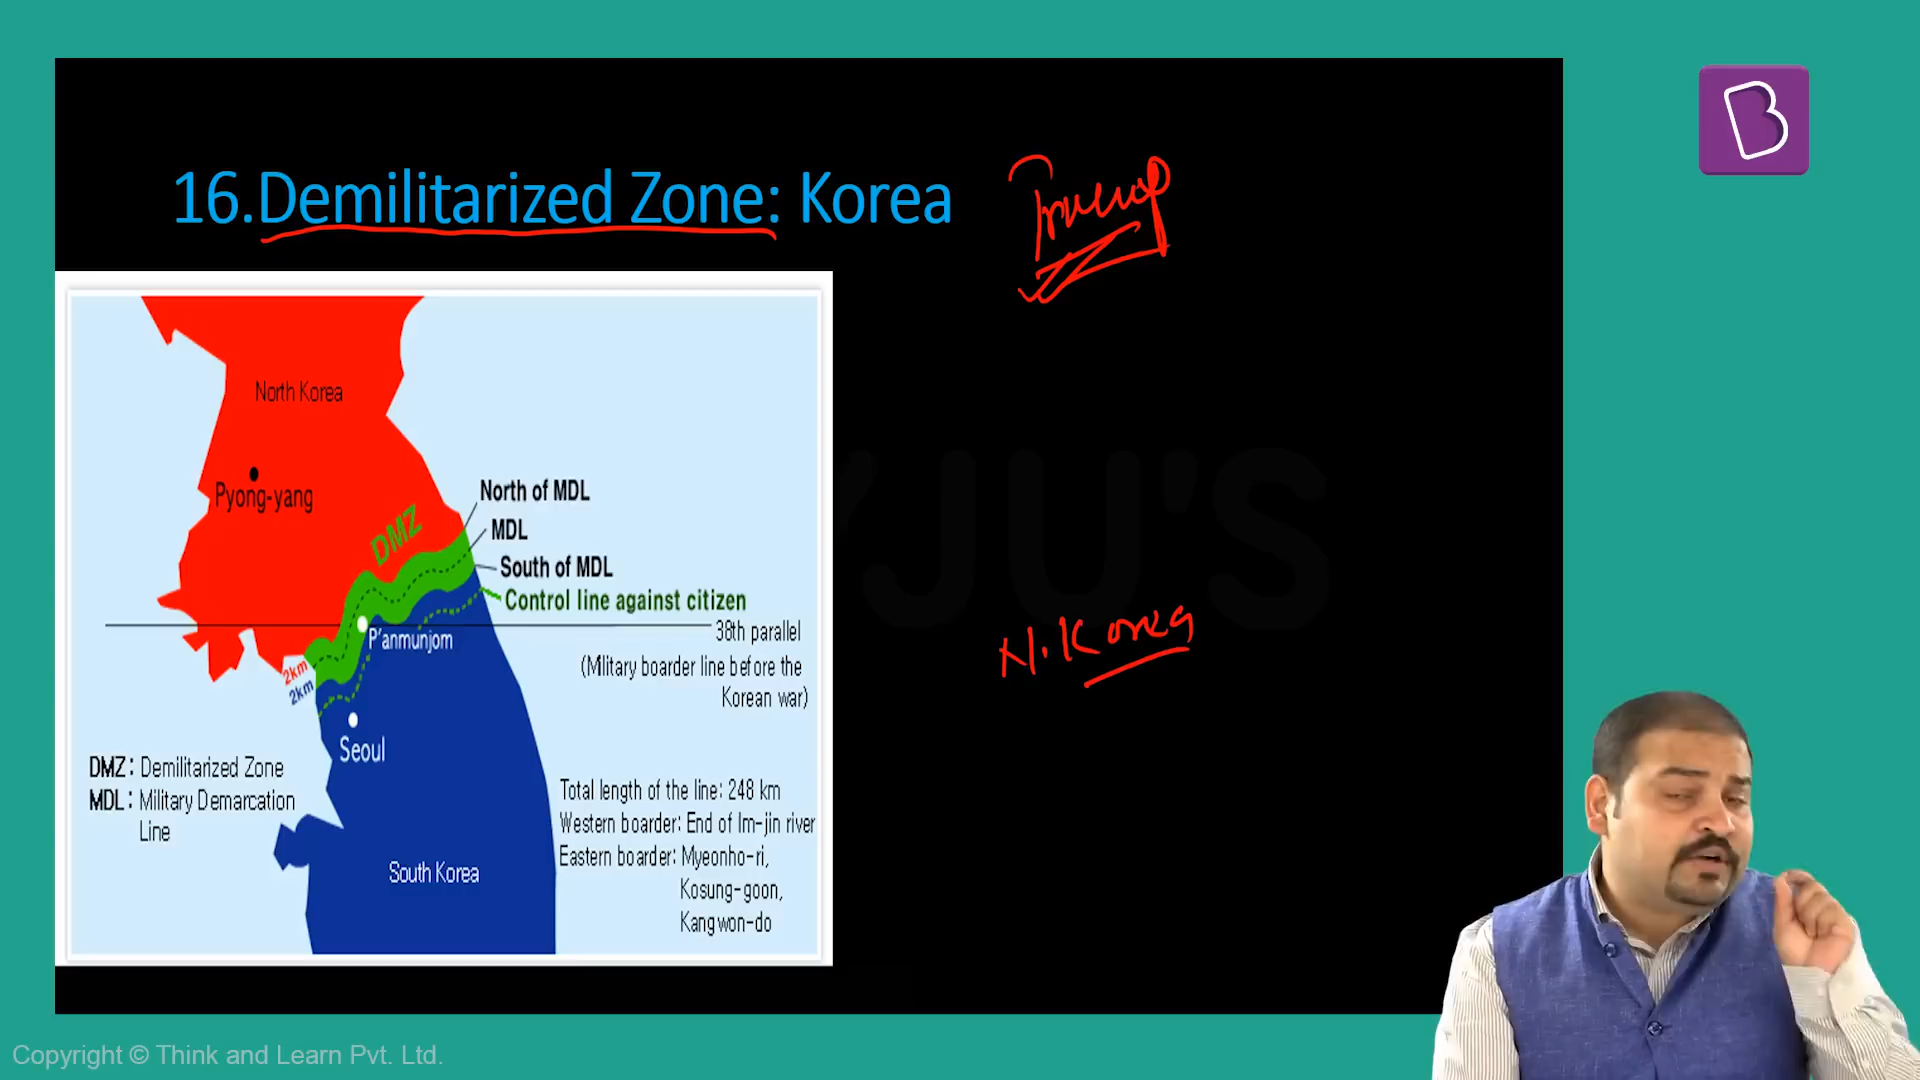 16.Demilitarized Zone: Korea
Trump
B
North Korea
Pyong-yang
DMZ
North of MDL
MDL
South of MDL
Control line against citizen
38th parallel
(Military boarder line before the
Korean war)
P'anmunjom
2km
2km
Seoul
DMZ: Demilitarized Zone
MDL: Military Demarcation
Line
South Korea
Total length of the line: 248 km
Western boarder: End of Im-jin river
Eastern boarder: Myeonho-ri,
Kosung-goon,
Kangwon-do
N. Korea
YJU'S
Copyright © Think and Learn Pvt. Ltd.